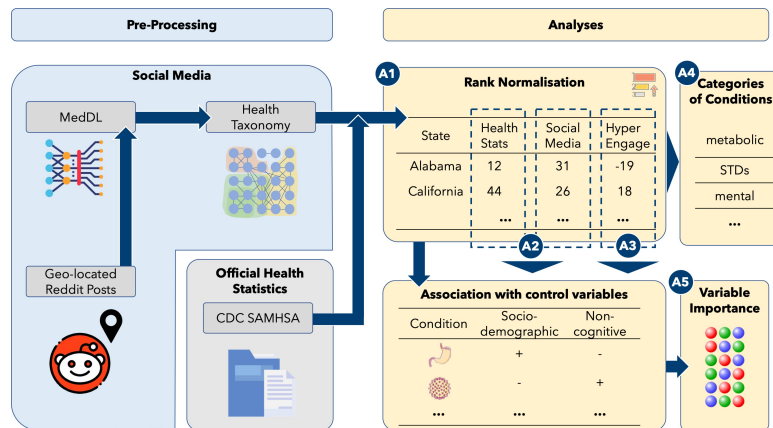 Pre-Processing
Analyses
Social Media
MedDL
Health
Taxonomy
Geo-located
Reddit Posts
Official Health
Statistics
CDC SAMHSA
A1
Rank Normalisation
State
Health
Stats
Social
Media
Hyper
Engage
Alabama 12 31 -19
California 44 26 18
... ... ...
A2
A3
A4
Categories
of Conditions
metabolic
STDs
mental
...
Association with control variables
Condition
Socio-
demographic
Non-
cognitive
+ -
- +
... ... ...
A5
Variable
Importance